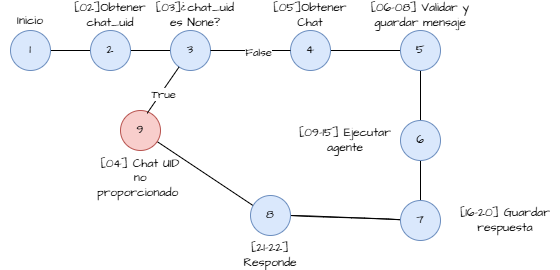 Inicio
[02]Obtener
chat_uid
[03]¿chat_uid
es None?
[05]Obtener
Chat
[06-08] Validar y
guardar mensaje
1
2
3
False
4
5
True
9
[04] Chat UID
no
proporcionado
[09-15] Ejecutar
agente
6
8
7
[16-20] Guardar
respuesta
[21-22]
Responde